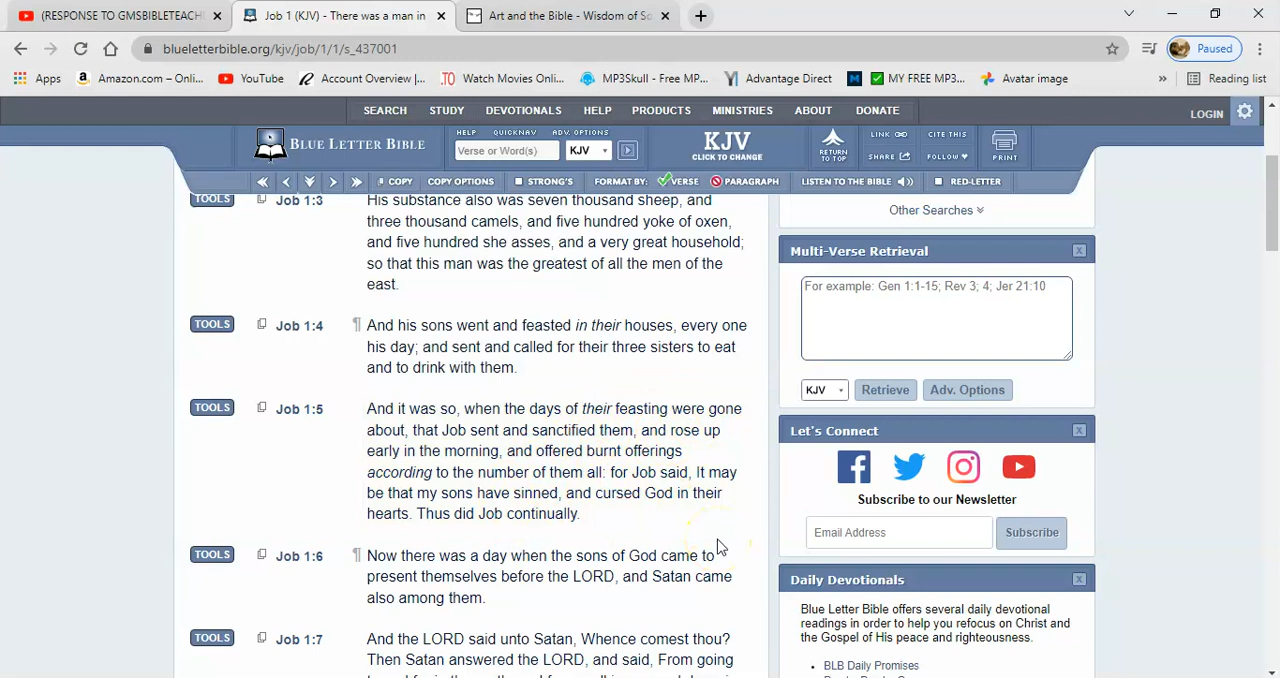 (RESPONSE TO GMSBIBLETEACHE
Job 1 (KJV) - There was a man in
Art and the Bible - Wisdom of So
blueletterbible.org/kjv/job/1/1/s_437001
Paused
Apps
Amazon.com – Onli...
YouTube
Account Overview |...
Watch Movies Onlin...
MP3Skull - Free MP...
Advantage Direct
MY FREE MP3...
Avatar image
»
Reading list
SEARCH STUDY DEVOTIONALS HELP PRODUCTS MINISTRIES ABOUT DONATE
LOGIN
BLUE LETTER BIBLE
HELP QUICKNAV ADV. OPTIONS
Verse or Word(s)
KJV
KJV
CLICK TO CHANGE
RETURN
TO TOP
LINK
SHARE
CITE THIS
FOLLOW
PRINT
COPY COPY OPTIONS STRONG'S FORMAT BY: VERSE PARAGRAPH LISTEN TO THE BIBLE RED-LETTER
TOOLS
Job 1:3
His substance also was seven thousand sheep, and
three thousand camels, and five hundred yoke of oxen,
and five hundred she asses, and a very great household;
so that this man was the greatest of all the men of the
east.
TOOLS
Job 1:4
¶ And his sons went and feasted in their houses, every one
his day; and sent and called for their three sisters to eat
and to drink with them.
TOOLS
Job 1:5
And it was so, when the days of their feasting were gone
about, that Job sent and sanctified them, and rose up
early in the morning, and offered burnt offerings
according to the number of them all: for Job said, It may
be that my sons have sinned, and cursed God in their
hearts. Thus did Job continually.
TOOLS
Job 1:6
¶ Now there was a day when the sons of God came to
present themselves before the LORD, and Satan came
also among them.
TOOLS
Job 1:7
And the LORD said unto Satan, Whence comest thou?
Then Satan answered the LORD, and said, From going
Other Searches
Multi-Verse Retrieval
For example: Gen 1:1-15; Rev 3; 4; Jer 21:10
KJV
Retrieve
Adv. Options
Let's Connect
Subscribe to our Newsletter
Email Address
Subscribe
Daily Devotionals
Blue Letter Bible offers several daily devotional
readings in order to help you refocus on Christ and
the Gospel of His peace and righteousness.
BLB Daily Promises